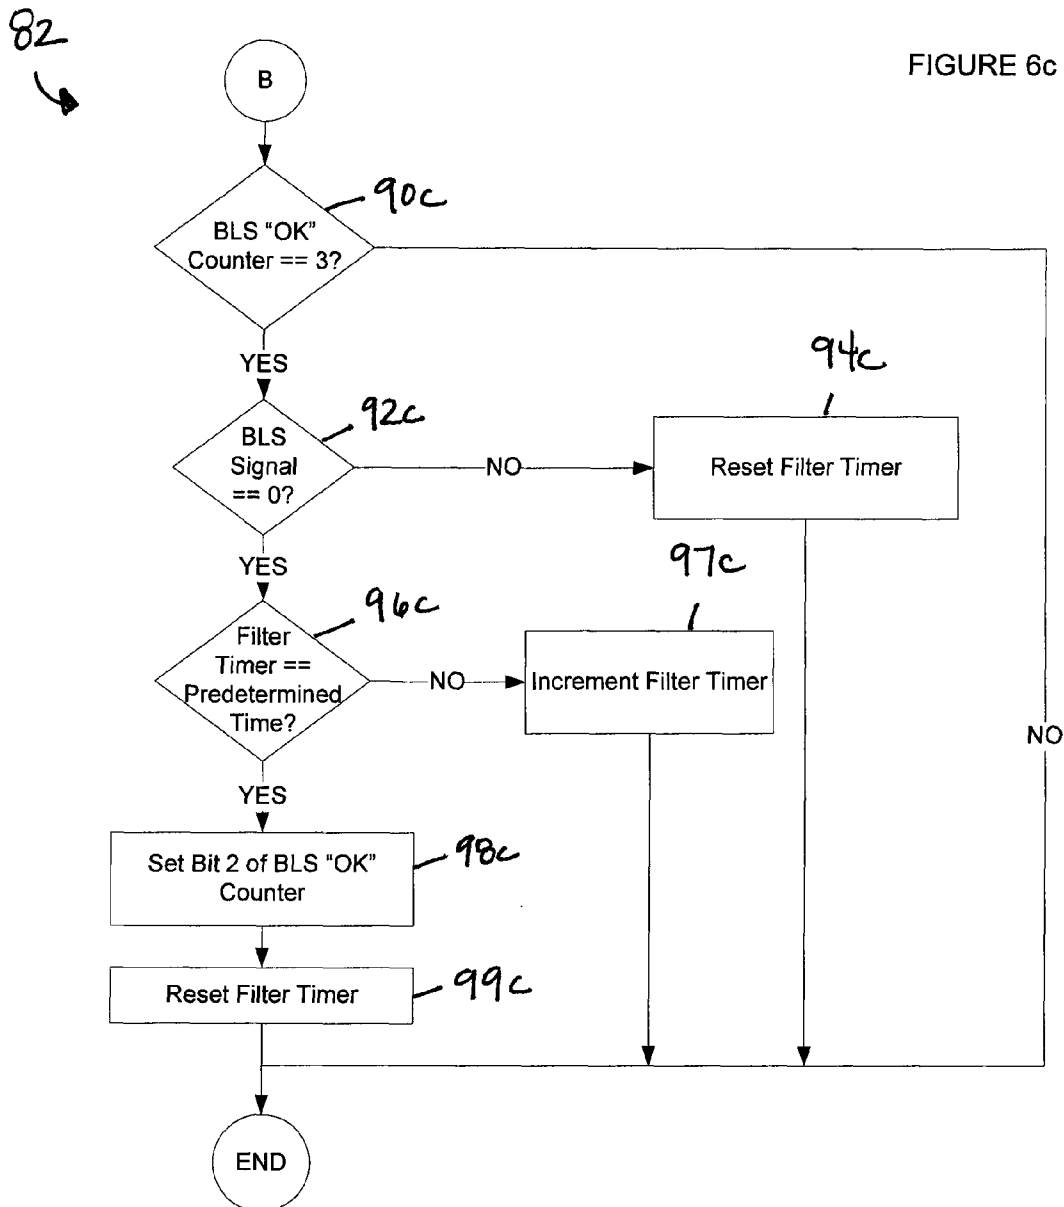 82
FIGURE 6c
B
90c
BLS "OK"
Counter == 3?
YES
94c
92c
BLS
Signal
== 0?
NO
Reset Filter Timer
YES
97c
96c
Filter
Timer ==
Predetermined
Time?
NO
Increment Filter Timer
NO
YES
Set Bit 2 of BLS "OK"
Counter
98c
Reset Filter Timer
99c
END